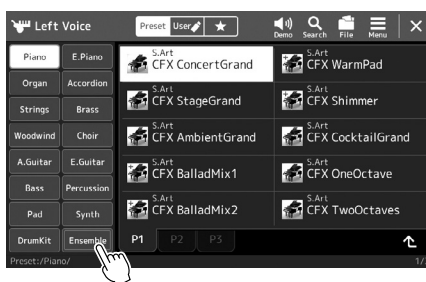 Left Voice
Preset User ★
Demo Search File Menu
Piano E.Piano
Organ Accordion
Strings Brass
Woodwind Choir
A.Guitar E.Guitar
Bass Percussion
Pad Synth
DrumKit Ensemble
S.Art
CFX ConcertGrand
S.Art
CFX WarmPad
S.Art
CFX StageGrand
S.Art
CFX Shimmer
S.Art
CFX AmbientGrand
S.Art
CFX CocktailGrand
S.Art
CFX BalladMix1
S.Art
CFX OneOctave
S.Art
CFX BalladMix2
S.Art
CFX TwoOctaves
P1 P2 P3
Preset:/Piano/